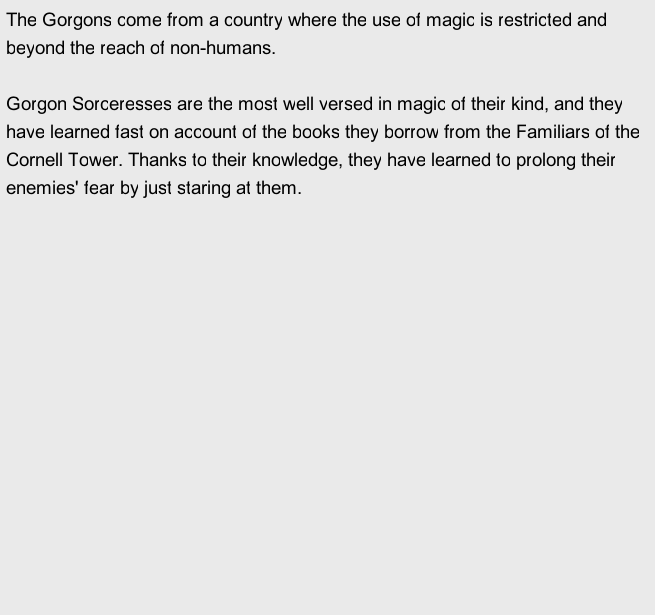 The Gorgons come from a country where the use of magic is restricted and
beyond the reach of non-humans.
Gorgon Sorceresses are the most well versed in magic of their kind, and they
have learned fast on account of the books they borrow from the Familiars of the
Cornell Tower. Thanks to their knowledge, they have learned to prolong their
enemies' fear by just staring at them.